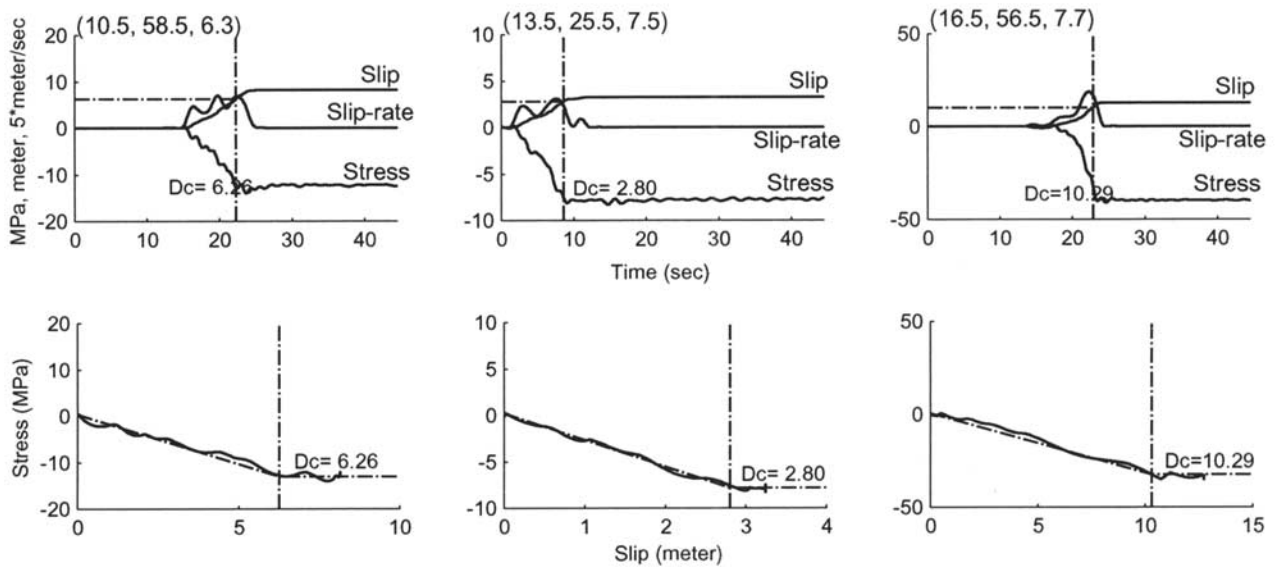 (10.5, 58.5, 6.3)
MPa, meter, 5*meter/sec
20
10
0
-10
-20
Slip
Slip-rate
Stress
Dc= 6.26
0 10 20 30 40
(13.5, 25.5, 7.5)
10
5
0
-5
-10
Slip
Slip-rate
Stress
Dc= 2.80
0 10 20 30 40
Time (sec)
(16.5, 56.5, 7.7)
50
0
-50
Slip
Slip-rate
Stress
Dc=10.29
0 10 20 30 40
Stress (MPa)
20
10
0
-10
-20
Dc= 6.26
0 5 10
10
5
0
-5
-10
Dc= 2.80
0 1 2 3 4
Slip (meter)
50
0
-50
Dc=10.29
0 5 10 15